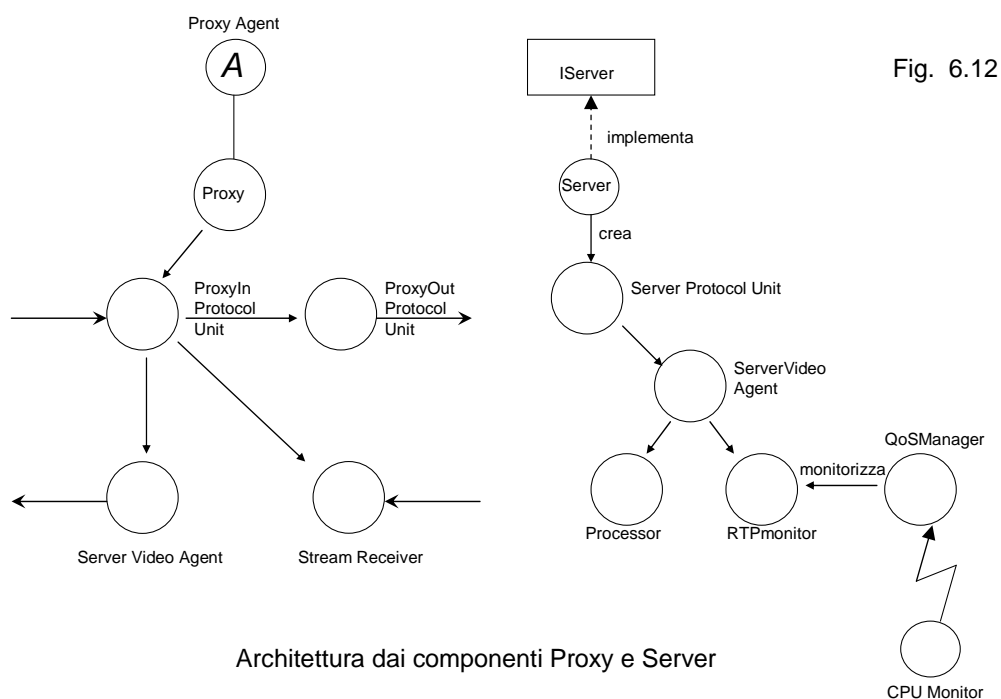 Proxy Agent
A
Proxy
ProxyIn
Protocol
Unit
ProxyOut
Protocol
Unit
Server Video Agent
Stream Receiver
IServer
Fig. 6.12
implementa
Server
crea
Server Protocol Unit
ServerVideo
Agent
QoSManager
monitorizza
Processor
RTPmonitor
CPU Monitor
Architettura dai componenti Proxy e Server